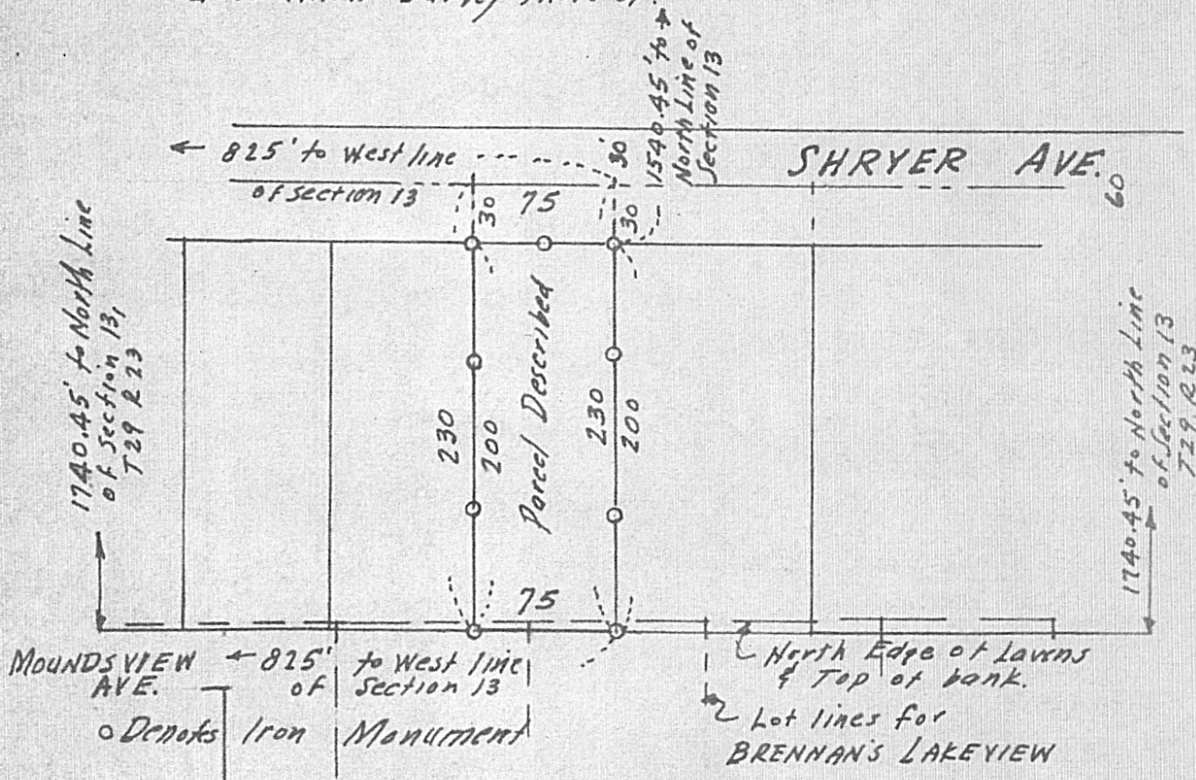 1540.45' to
North Line of
Section 13
← 825' to West line
of section 13
30'
SHRYER AVE.
60
30
75
30
1740.45' to North Line
of Section 13,
T29 R23
230
200
Parcel Described
230
200
1740.45' to North Line
of Section 13
T29 R23
75
MOUNDSVIEW
AVE.
← 825' to West line
of Section 13
North Edge of Lawns
& Top of bank.
o Denotes Iron Monument
Lot lines for
BRENNAN'S LAKEVIEW